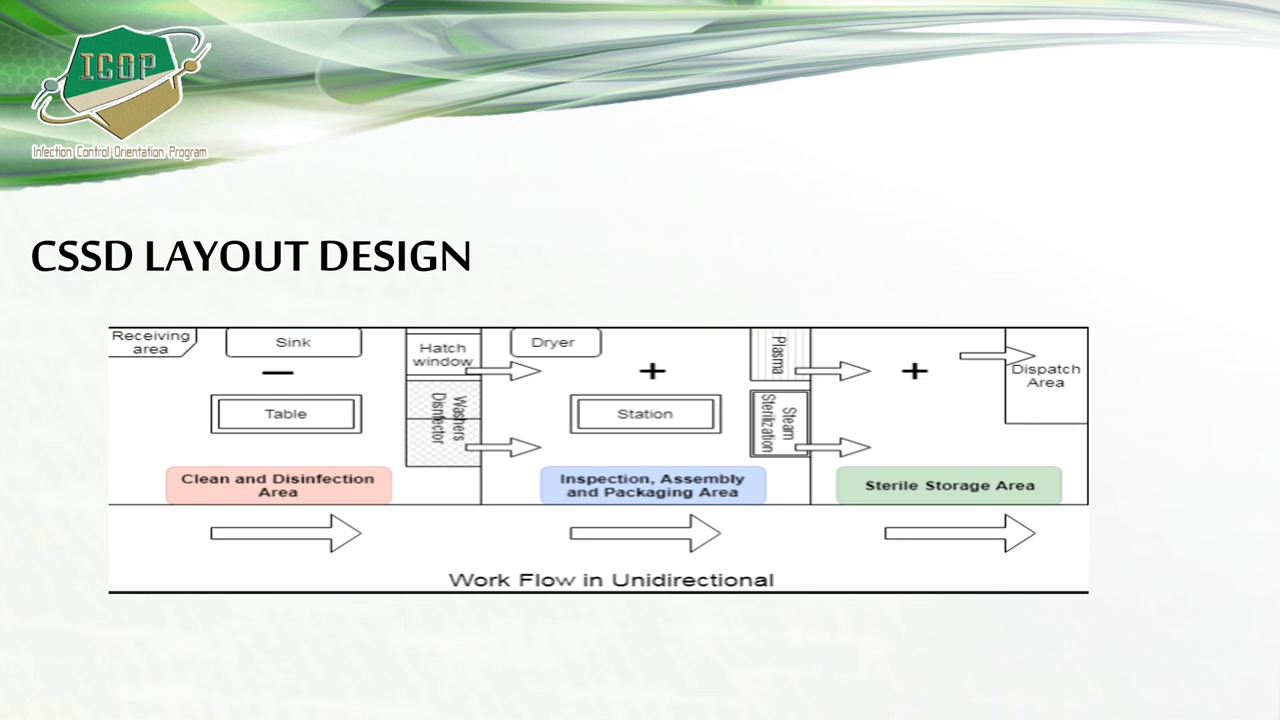 ICOP
Infection Control Orientation Program
CSSD LAYOUT DESIGN
Receiving
area
Sink
Hatch
window
Dryer
Plasma
Dispatch
Area
Table
Washers
Disnfector
Station
Steam
Sterilization
Clean and Disinfection
Area
Inspection, Assembly
and Packaging Area
Sterile Storage Area
Work Flow in Unidirectional